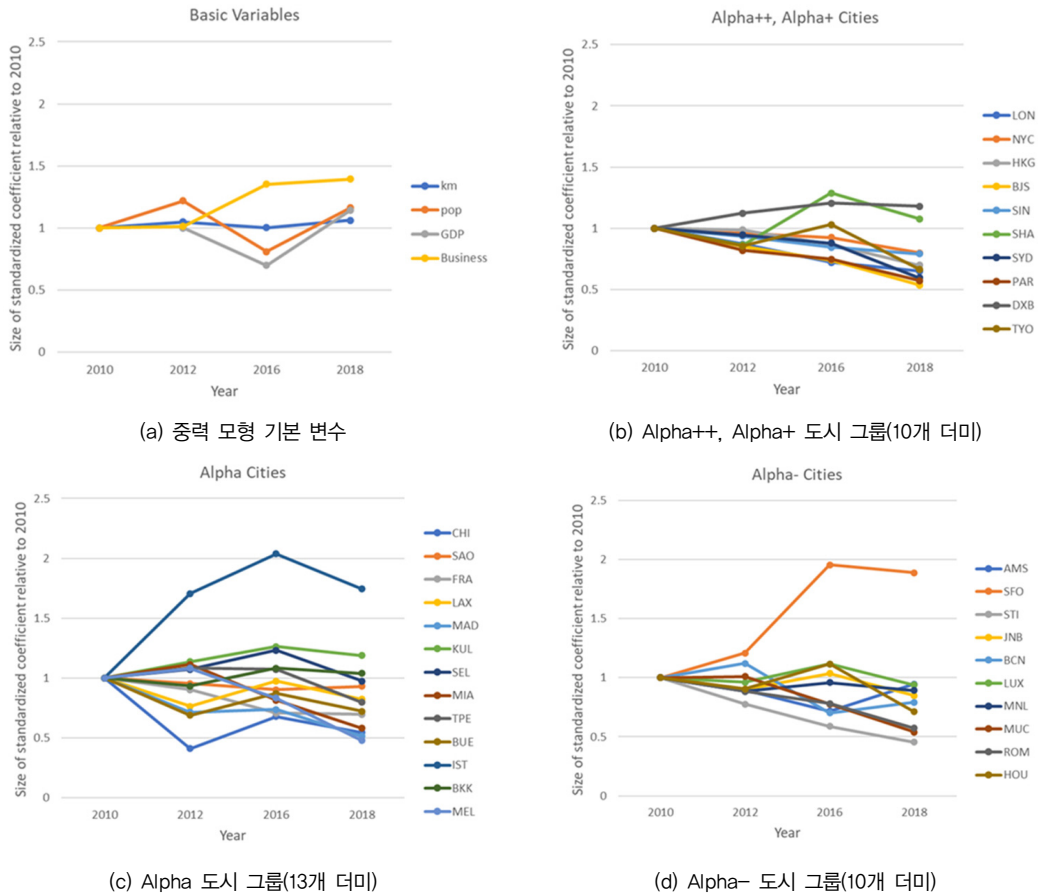 Basic Variables
Size of standardized coefficient relative to 2010
2.5
2
1.5
1
0.5
0
2010 2012 2016 2018
Year
km
pop
GDP
Business
(a) 중력 모형 기본 변수
Alpha++, Alpha+ Cities
Size of standardized coefficient relative to 2010
2.5
2
1.5
1
0.5
0
2010 2012 2016 2018
Year
LON
NYC
HKG
BJS
SIN
SHA
SYD
PAR
DXB
TYO
(b) Alpha++, Alpha+ 도시 그룹(10개 더미)
Alpha Cities
Size of standardized coefficient relative to 2010
2.5
2
1.5
1
0.5
0
2010 2012 2016 2018
Year
CHI
SAO
FRA
LAX
MAD
KUL
SEL
MIA
TPE
BUE
IST
BKK
MEL
(c) Alpha 도시 그룹(13개 더미)
Alpha- Cities
Size of standardized coefficient relative to 2010
2.5
2
1.5
1
0.5
0
2010 2012 2016 2018
Year
AMS
SFO
STI
JNB
BCN
LUX
MNL
MUC
ROM
HOU
(d) Alpha- 도시 그룹(10개 더미)